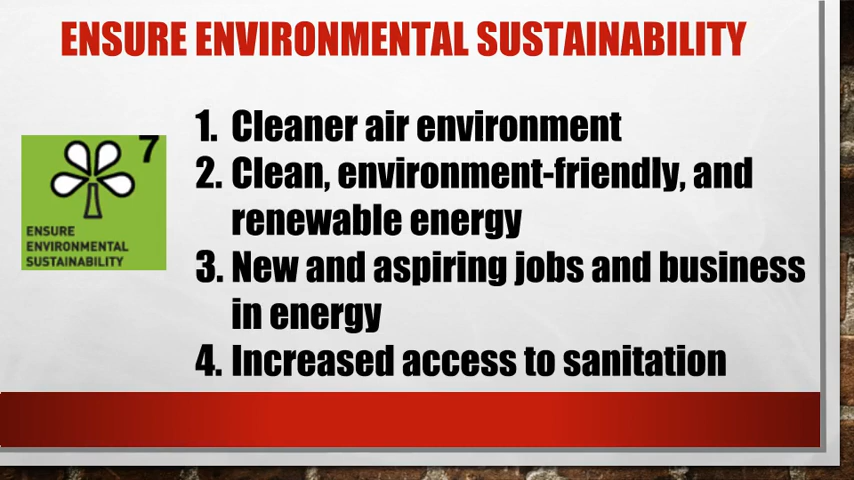 ENSURE ENVIRONMENTAL SUSTAINABILITY
7
ENSURE
ENVIRONMENTAL
SUSTAINABILITY
1. Cleaner air environment
2. Clean, environment-friendly, and
renewable energy
3. New and aspiring jobs and business
in energy
4. Increased access to sanitation